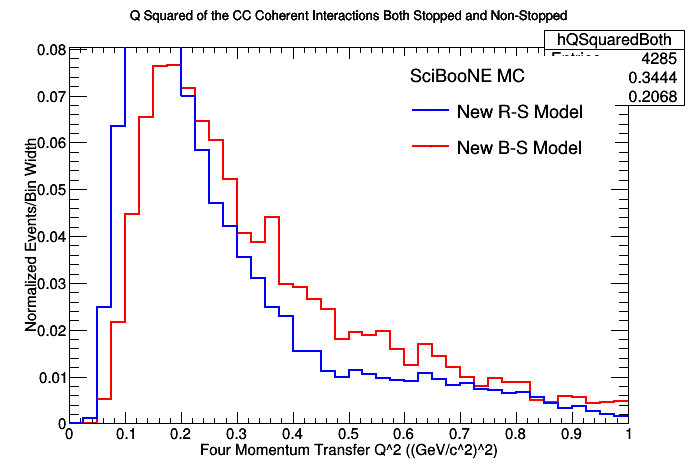 Q Squared of the CC Coherent Interactions Both Stopped and Non-Stopped
hQSquaredBoth
4285
0.3444
0.2068
SciBooNE MC
New R-S Model
New B-S Model
Normalized Events/Bin Width
0.08
0.07
0.06
0.05
0.04
0.03
0.02
0.01
0
0 0.1 0.2 0.3 0.4 0.5 0.6 0.7 0.8 0.9 1
Four Momentum Transfer Q^2 ((GeV/c^2)^2)